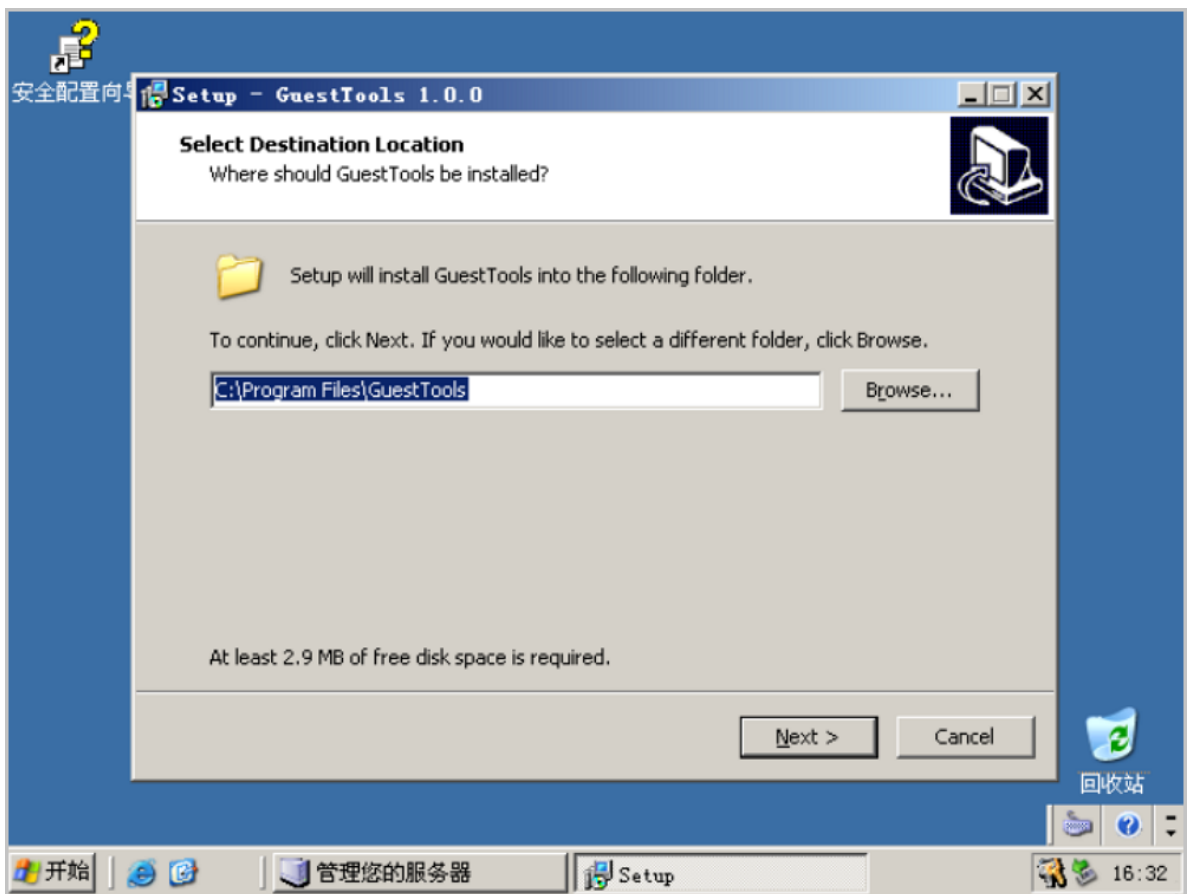 安全配置向导
Setup - GuestTools 1.0.0
Select Destination Location
Where should GuestTools be installed?
Setup will install GuestTools into the following folder.
To continue, click Next. If you would like to select a different folder, click Browse.
C:\Program Files\GuestTools
Browse...
At least 2.9 MB of free disk space is required.
Next >
Cancel
回收站
开始
管理您的服务器
Setup
16:32